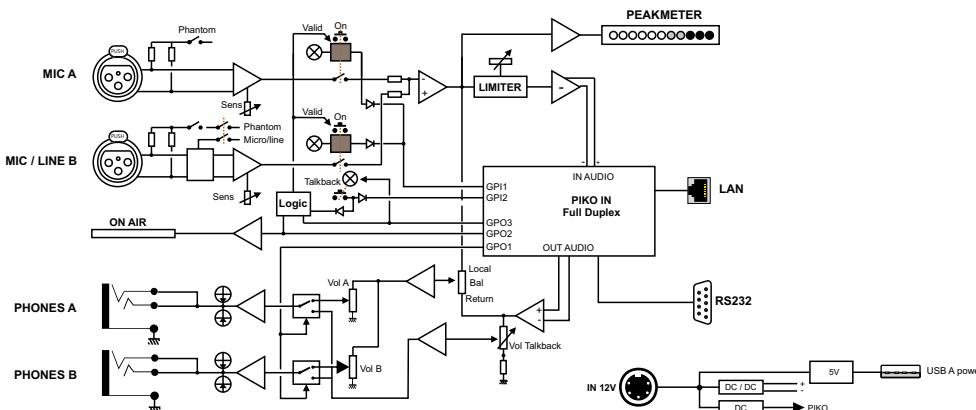 PEAKMETER
Phantom
On
Valid
PUSH
MIC A
Sens
-
+
LIMITER
-
Valid
On
PUSH
Phantom
Micro/line
MIC / LINE B
Sens
Talkback
- +
IN AUDIO
GPI1
GPI2
PIKO IN
Full Duplex
LAN
Logic
GPO3
GPO2
GPO1
ON AIR
OUT AUDIO
Local
Bal
Return
Vol A
PHONES A
RS232
+
-
Vol Talkback
PHONES B
Vol B
IN 12V
5V
USB A power
DC / DC
+
-
DC
PIKO